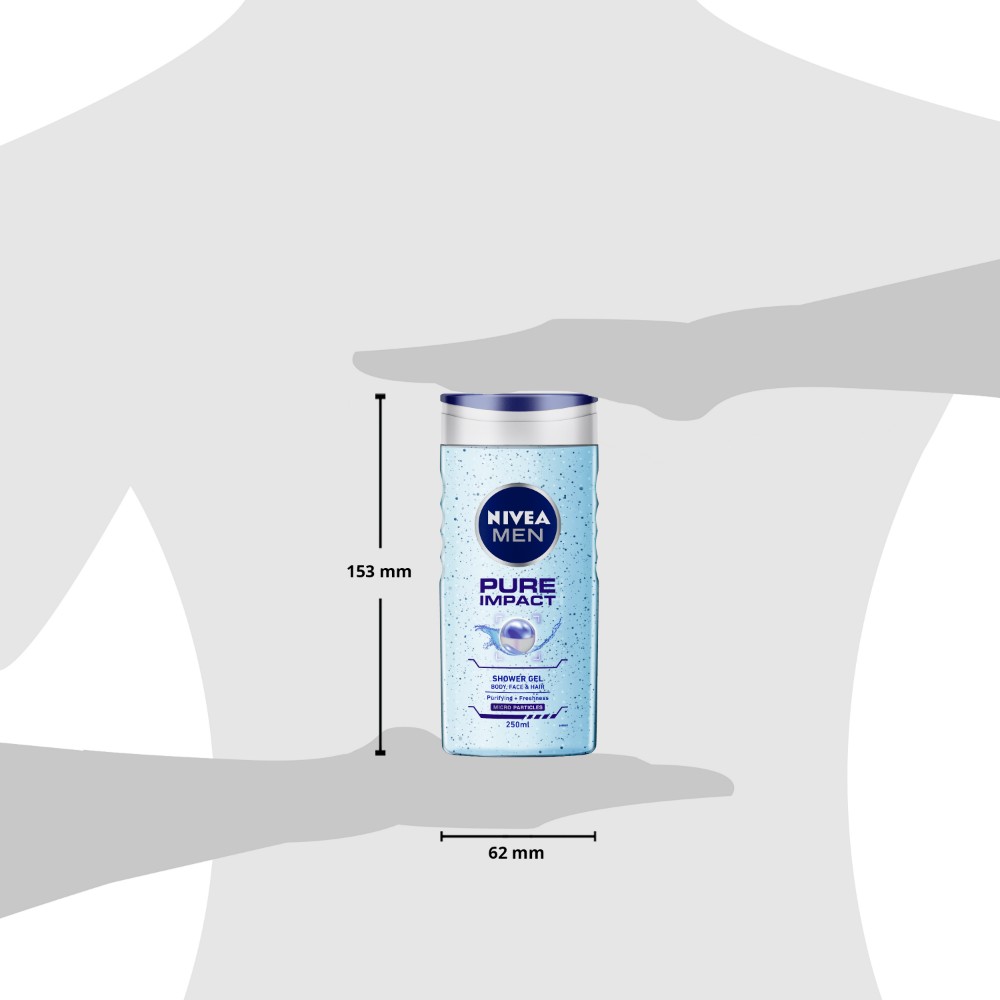 153 mm
NIVEA
MEN
PURE
IMPACT
SHOWER GEL
BODY, FACE & HAIR
Purifying + Freshness
MICRO PARTICLES
250ml
62 mm